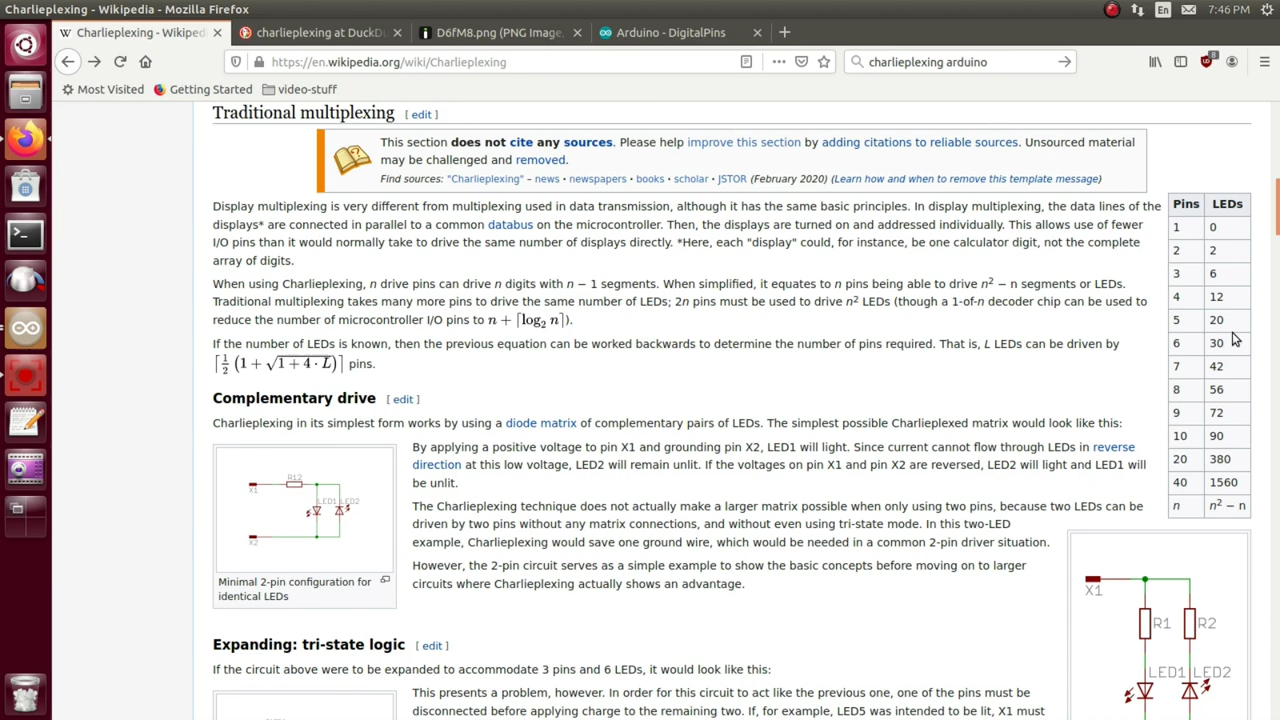 Charlieplexing - Wikipedia - Mozilla Firefox
En
7:46 PM
W Charlieplexing - Wikiped
charlieplexing at DuckDu
D6fM8.png (PNG Image,
Arduino - DigitalPins
https://en.wikipedia.org/wiki/Charlieplexing
charlieplexing arduino
8
Most Visited
Getting Started
video-stuff
Traditional multiplexing [ edit ]
This section does not cite any sources. Please help improve this section by adding citations to reliable sources. Unsourced material
may be challenged and removed.
Find sources: "Charlieplexing" – news · newspapers · books · scholar · JSTOR (February 2020) (Learn how and when to remove this template message)
Display multiplexing is very different from multiplexing used in data transmission, although it has the same basic principles. In display multiplexing, the data lines of the
displays* are connected in parallel to a common databus on the microcontroller. Then, the displays are turned on and addressed individually. This allows use of fewer
I/O pins than it would normally take to drive the same number of displays directly. *Here, each "display" could, for instance, be one calculator digit, not the complete
array of digits.
When using Charlieplexing, n drive pins can drive n digits with n − 1 segments. When simplified, it equates to n pins being able to drive n² − n segments or LEDs.
Traditional multiplexing takes many more pins to drive the same number of LEDs; 2n pins must be used to drive n² LEDs (though a 1-of-n decoder chip can be used to
reduce the number of microcontroller I/O pins to n + ⌈log₂ n⌉).
If the number of LEDs is known, then the previous equation can be worked backwards to determine the number of pins required. That is, L LEDs can be driven by
⌈1/2 (1 + √(1 + 4 · L))⌉ pins.
Pins LEDs
1 0
2 2
3 6
4 12
5 20
6 30
7 42
8 56
9 72
10 90
20 380
40 1560
n n² − n
Complementary drive [ edit ]
Charlieplexing in its simplest form works by using a diode matrix of complementary pairs of LEDs. The simplest possible Charlieplexed matrix would look like this:
X1
R12
LED1
LED2
X2
Minimal 2-pin configuration for
identical LEDs
By applying a positive voltage to pin X1 and grounding pin X2, LED1 will light. Since current cannot flow through LEDs in reverse
direction at this low voltage, LED2 will remain unlit. If the voltages on pin X1 and pin X2 are reversed, LED2 will light and LED1 will
be unlit.
The Charlieplexing technique does not actually make a larger matrix possible when only using two pins, because two LEDs can be
driven by two pins without any matrix connections, and without even using tri-state mode. In this two-LED
example, Charlieplexing would save one ground wire, which would be needed in a common 2-pin driver situation.
However, the 2-pin circuit serves as a simple example to show the basic concepts before moving on to larger
circuits where Charlieplexing actually shows an advantage.
X1
R1
R2
LED1
LED2
Expanding: tri-state logic [ edit ]
If the circuit above were to be expanded to accommodate 3 pins and 6 LEDs, it would look like this:
This presents a problem, however. In order for this circuit to act like the previous one, one of the pins must be
disconnected before applying charge to the remaining two. If, for example, LED5 was intended to be lit, X1 must